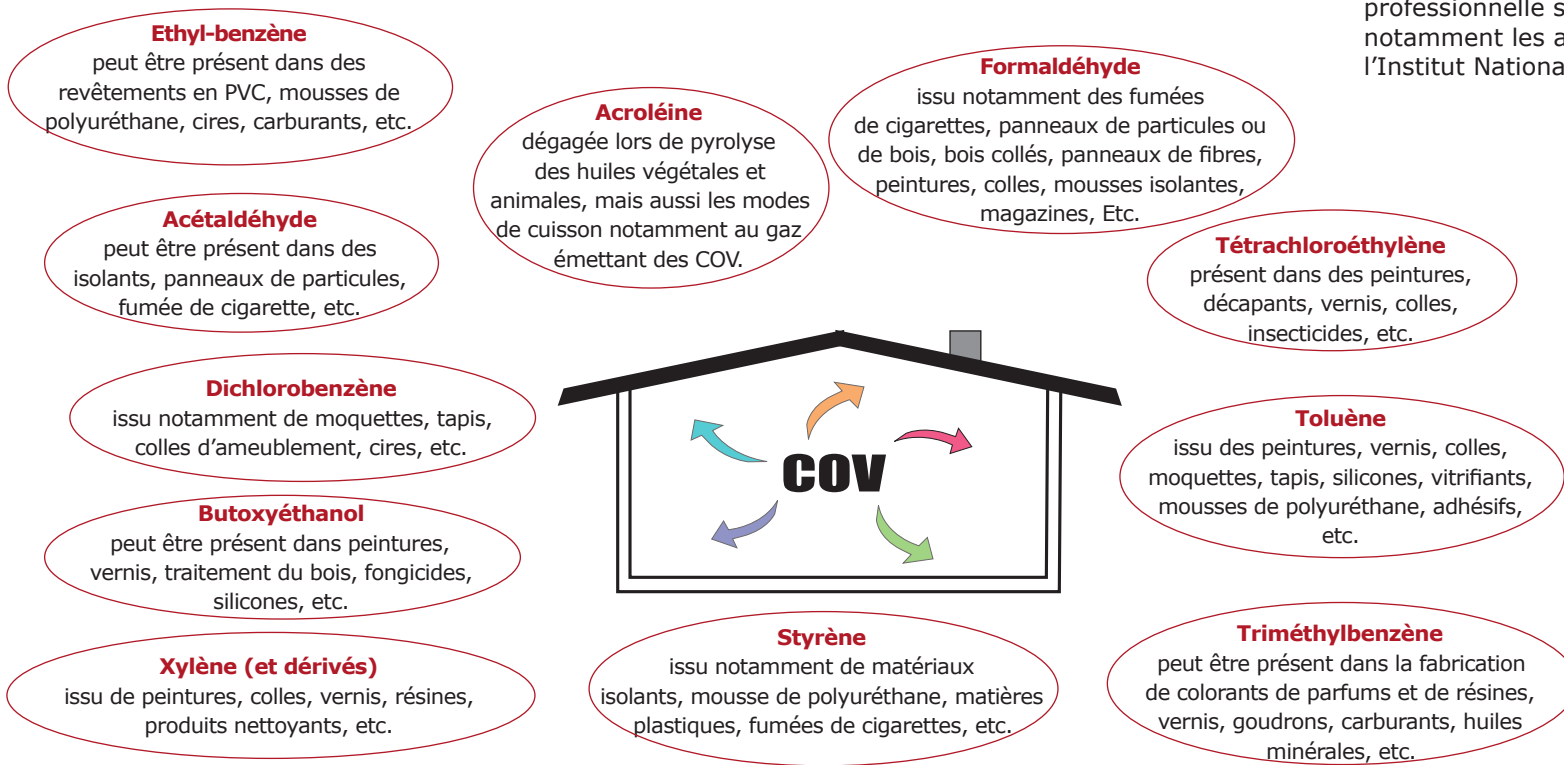 professionnelle s
notamment les a
l’Institut Nationa
Ethyl-benzène
peut être présent dans des
revêtements en PVC, mousses de
polyuréthane, cires, carburants, etc.
Acroléine
dégagée lors de pyrolyse
des huiles végétales et
animales, mais aussi les modes
de cuisson notamment au gaz
émettant des COV.
Formaldéhyde
issu notamment des fumées
de cigarettes, panneaux de particules ou
de bois, bois collés, panneaux de fibres,
peintures, colles, mousses isolantes,
magazines, Etc.
Acétaldéhyde
peut être présent dans des
isolants, panneaux de particules,
fumée de cigarette, etc.
Tétrachloroéthylène
présent dans des peintures,
décapants, vernis, colles,
insecticides, etc.
Dichlorobenzène
issu notamment de moquettes, tapis,
colles d’ameublement, cires, etc.
COV
Toluène
issu des peintures, vernis, colles,
moquettes, tapis, silicones, vitrifiants,
mousses de polyuréthane, adhésifs,
etc.
Butoxyéthanol
peut être présent dans peintures,
vernis, traitement du bois, fongicides,
silicones, etc.
Xylène (et dérivés)
issu de peintures, colles, vernis, résines,
produits nettoyants, etc.
Styrène
issu notamment de matériaux
isolants, mousse de polyuréthane, matières
plastiques, fumées de cigarettes, etc.
Triméthylbenzène
peut être présent dans la fabrication
de colorants de parfums et de résines,
vernis, goudrons, carburants, huiles
minérales, etc.